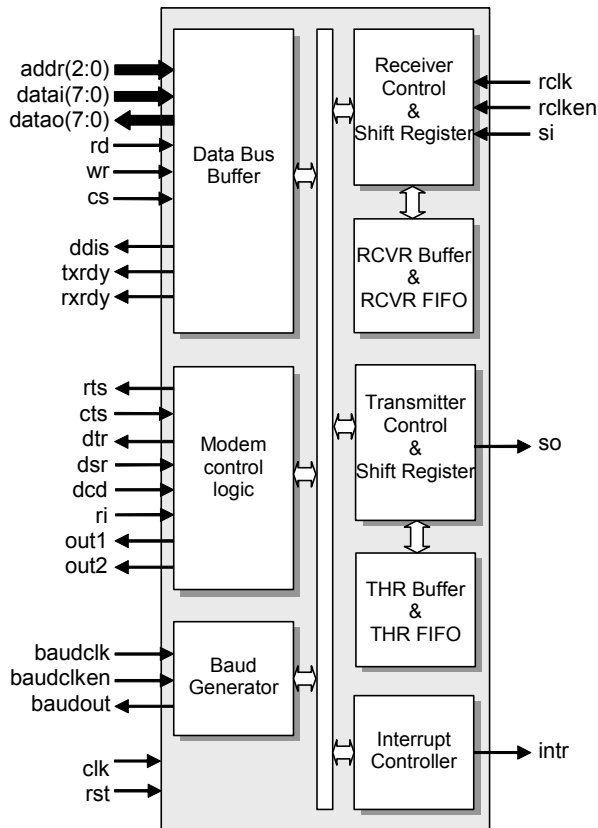 addr(2:0)
datai(7:0)
datao(7:0)
rd
wr
cs
ddis
txrdy
rxrdy
Data Bus
Buffer
rts
cts
dtr
dsr
dcd
ri
out1
out2
Modem
control
logic
baudclk
baudclken
baudout
Baud
Generator
clk
rst
Receiver
Control
&
Shift Register
rclk
rclken
si
RCVR Buffer
&
RCVR FIFO
Transmitter
Control
&
Shift Register
so
THR Buffer
&
THR FIFO
Interrupt
Controller
intr